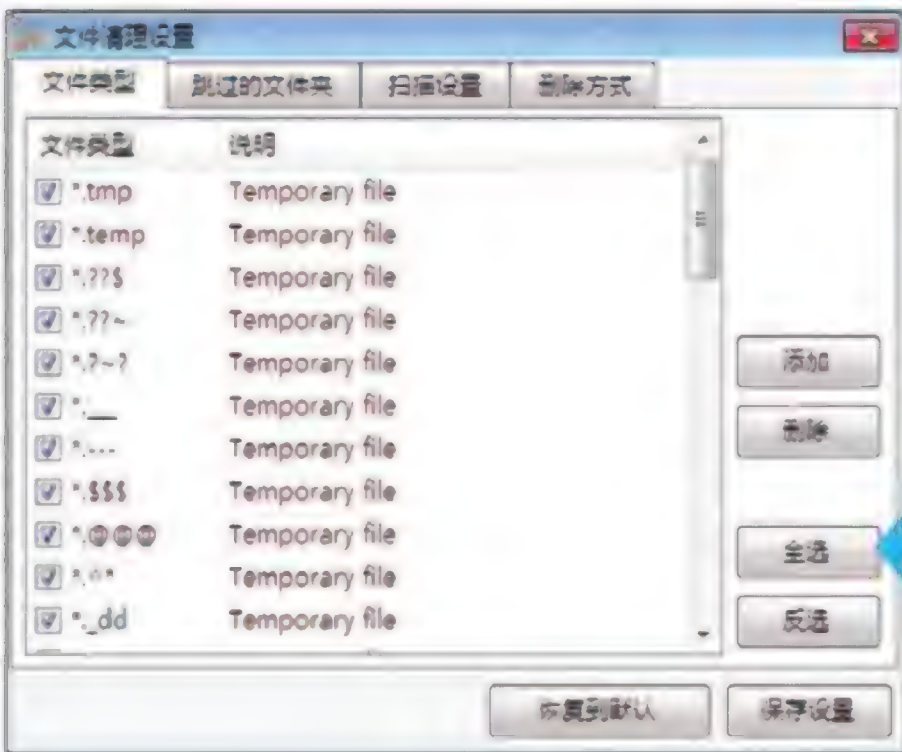 文件清理设置
文件类型 跳过的文件夹 扫描设置 删除方式
文件类型 说明
*.tmp Temporary file
*.temp Temporary file
*.??$ Temporary file
*.??~ Temporary file
*.?~? Temporary file
*.__ Temporary file
*.--- Temporary file
*.$$$ Temporary file
*.@@@ Temporary file
*.^* Temporary file
*._dd Temporary file
添加
删除
全选
反选
恢复到默认 保存设置